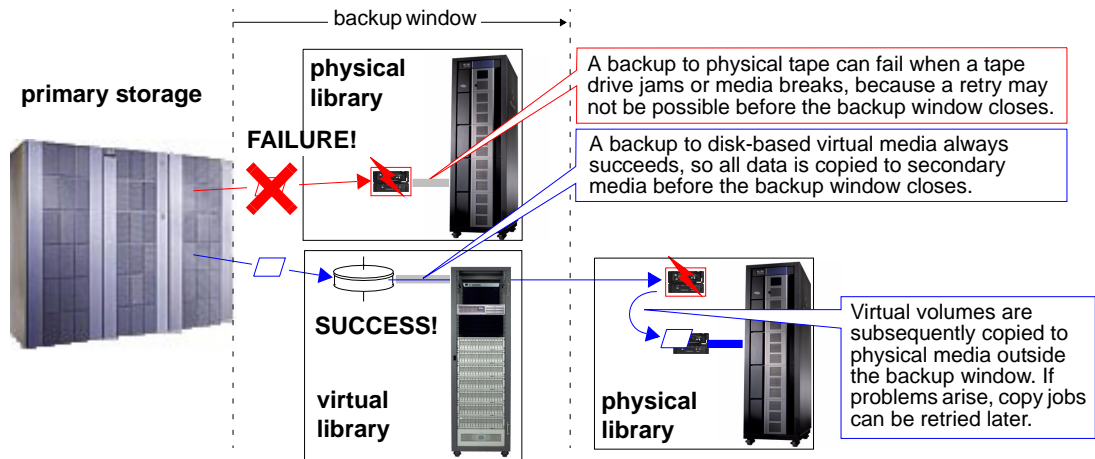 backup window
physical
library
primary storage
FAILURE!
A backup to physical tape can fail when a tape
drive jams or media breaks, because a retry may
not be possible before the backup window closes.
A backup to disk-based virtual media always
succeeds, so all data is copied to secondary
media before the backup window closes.
SUCCESS!
virtual
library
physical
library
Virtual volumes are
subsequently copied to
physical media outside
the backup window. If
problems arise, copy jobs
can be retried later.